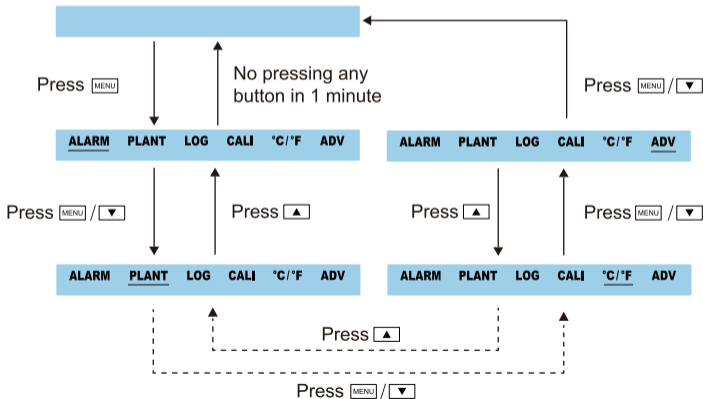 Press MENU
No pressing any
button in 1 minute
Press MENU / ▼
ALARM PLANT LOG CALI °C/°F ADV
ALARM PLANT LOG CALI °C/°F ADV
Press MENU / ▼
Press ▲
Press ▲
Press MENU / ▼
ALARM PLANT LOG CALI °C/°F ADV
ALARM PLANT LOG CALI °C/°F ADV
Press ▲
Press MENU / ▼